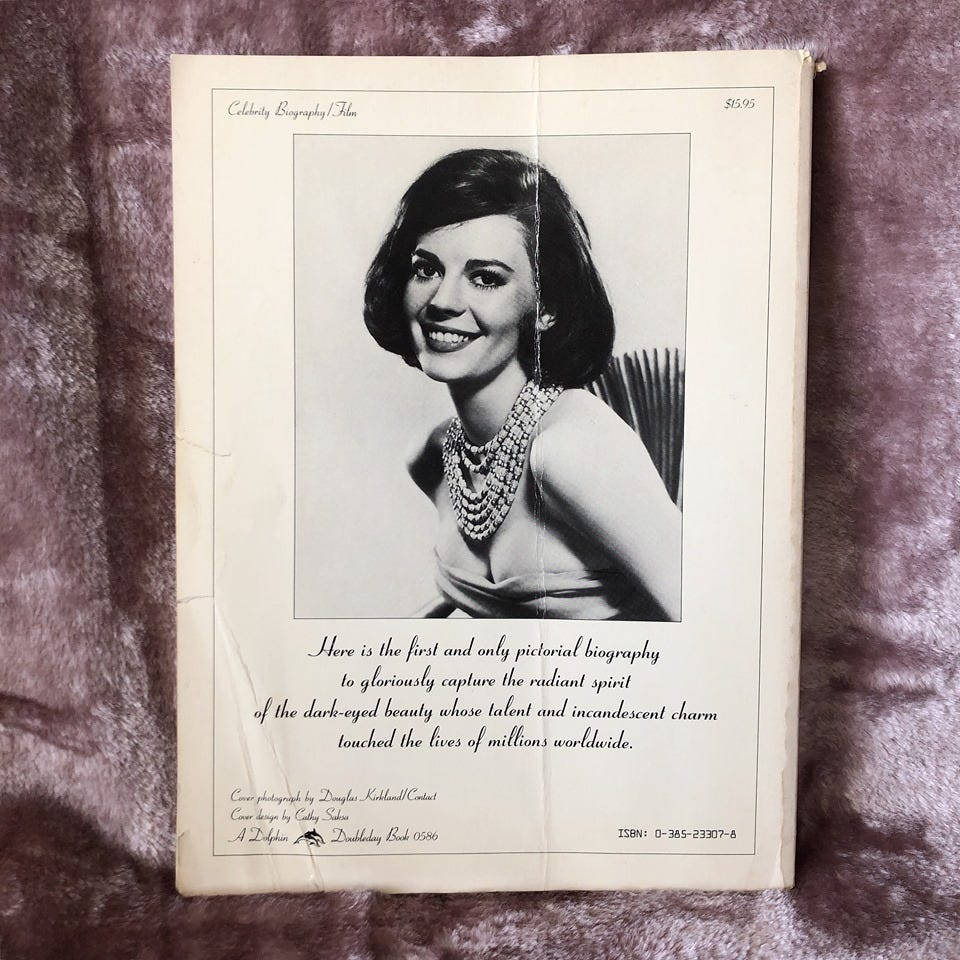 Celebrity Biography/Film
$15.95
Here is the first and only pictorial biography
to gloriously capture the radiant spirit
of the dark-eyed beauty whose talent and incandescent charm
touched the lives of millions worldwide.
Cover photograph by Douglas Kirkland/Contact
Cover design by Cathy Saksa
A Dolphin Doubleday Book 0586
ISBN: 0-385-23307-8